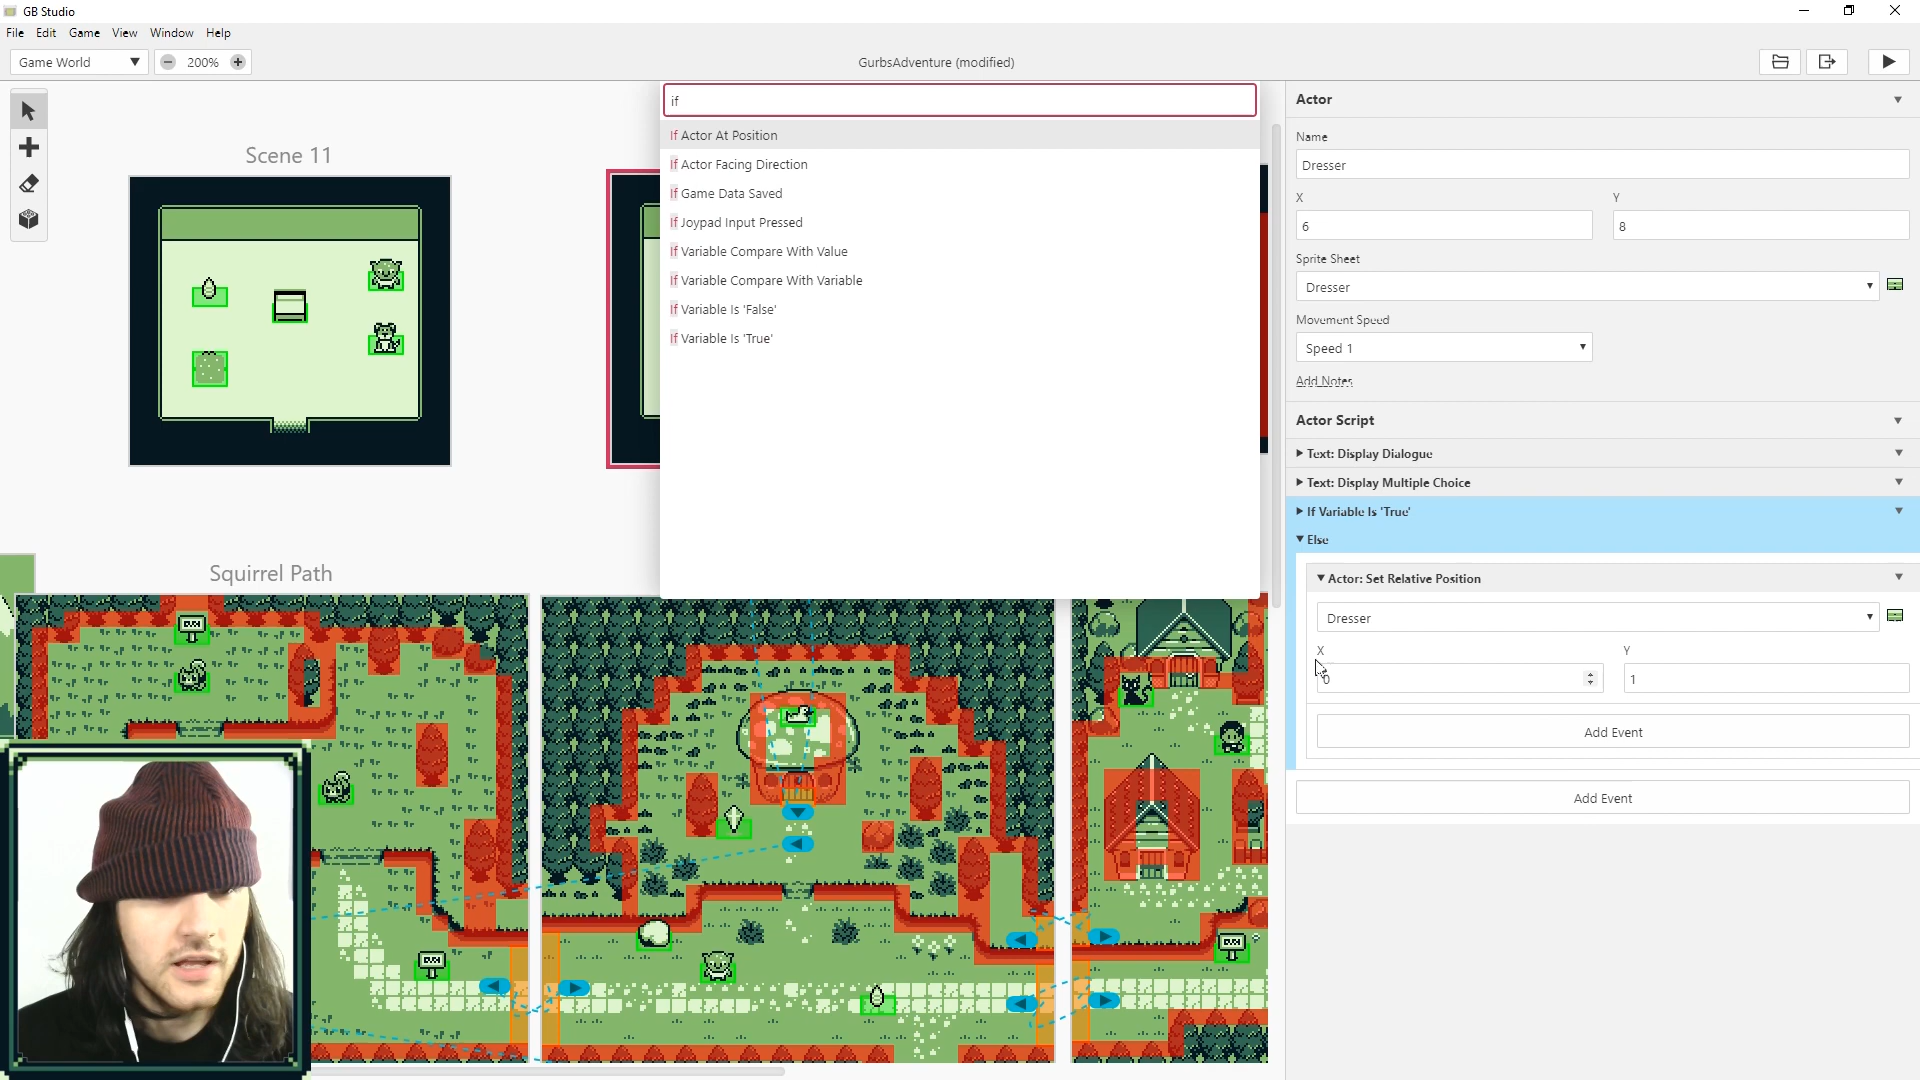 GB Studio
File Edit Game View Window Help
Game World ▼ 200%
GurbsAdventure (modified)
Scene 11
Squirrel Path
if
If Actor At Position
If Actor Facing Direction
If Game Data Saved
If Joypad Input Pressed
If Variable Compare With Value
If Variable Compare With Variable
If Variable Is 'False'
If Variable Is 'True'
Actor
Name
Dresser
X Y
6 8
Sprite Sheet
Dresser
Movement Speed
Speed 1
Add Notes
Actor Script
Text: Display Dialogue
Text: Display Multiple Choice
If Variable Is 'True'
Else
Actor: Set Relative Position
Dresser
X Y
0 1
Add Event
Add Event